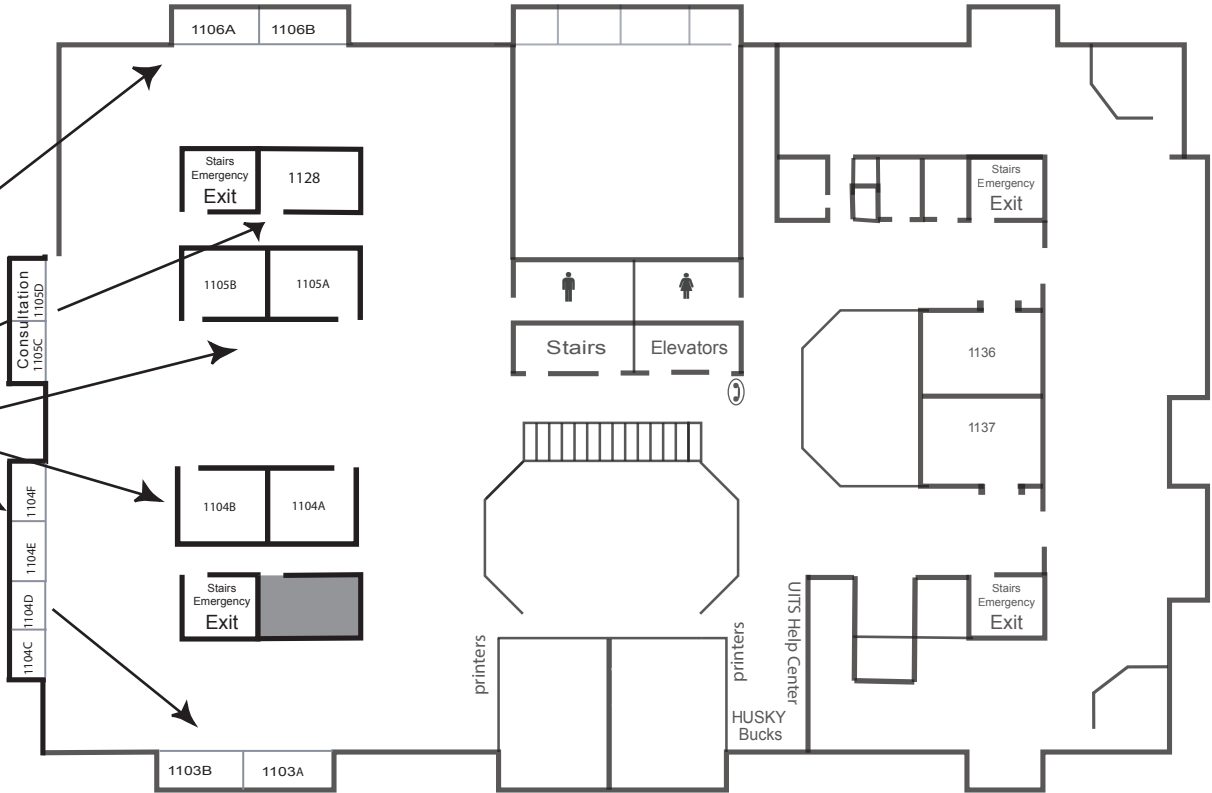 1106A
1106B
Stairs
Emergency
Exit
1128
Stairs
Emergency
Exit
1105B
1105A
Consultation
1105D
1105C
Stairs
Elevators
1136
1137
1104F
1104E
1104D
1104C
1104B
1104A
Stairs
Emergency
Exit
Stairs
Emergency
Exit
printers
printers
UITS Help Center
HUSKY
Bucks
1103B
1103A